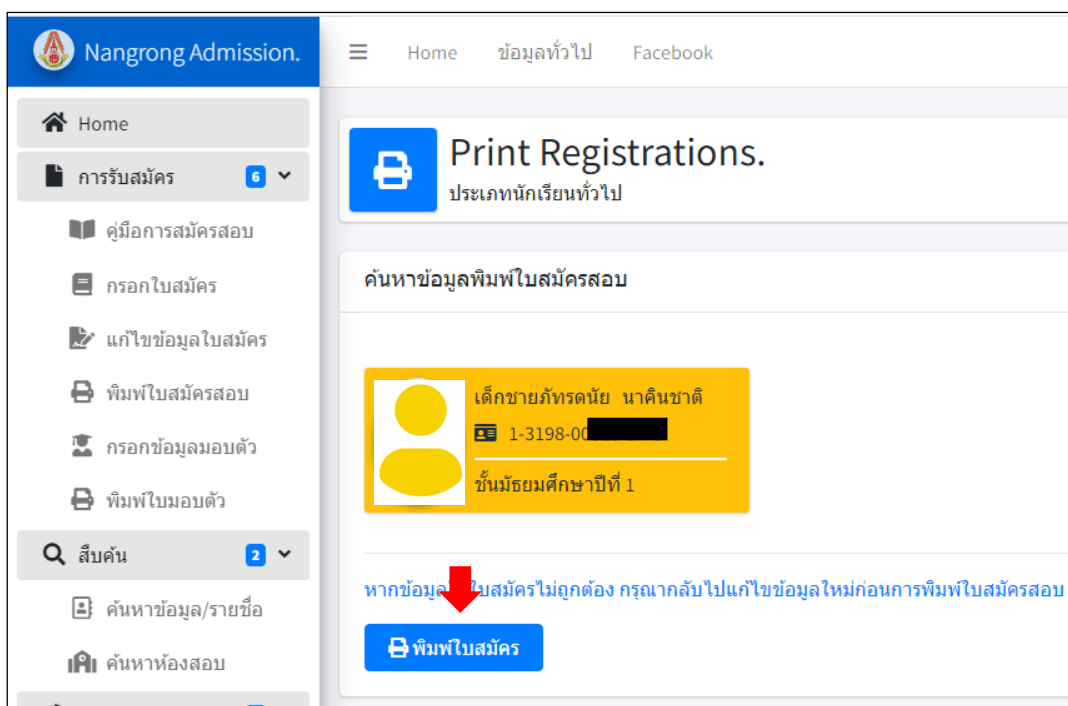 Nangrong Admission.
Home ข้อมูลทั่วไป Facebook
Home
การรับสมัคร 6
คู่มือการสมัครสอบ
กรอกใบสมัคร
แก้ไขข้อมูลใบสมัคร
พิมพ์ใบสมัครสอบ
กรอกข้อมูลมอบตัว
พิมพ์ใบมอบตัว
สืบค้น 2
ค้นหาข้อมูล/รายชื่อ
ค้นหาห้องสอบ
Print Registrations.
ประเภทนักเรียนทั่วไป
ค้นหาข้อมูลพิมพ์ใบสมัครสอบ
เด็กชายภัทรดนัย นาคินชาติ
1-3198-00
ชั้นมัธยมศึกษาปีที่ 1
หากข้อมูล ใบสมัครไม่ถูกต้อง กรุณากลับไปแก้ไขข้อมูลใหม่ก่อนการพิมพ์ใบสมัครสอบ
พิมพ์ใบสมัคร